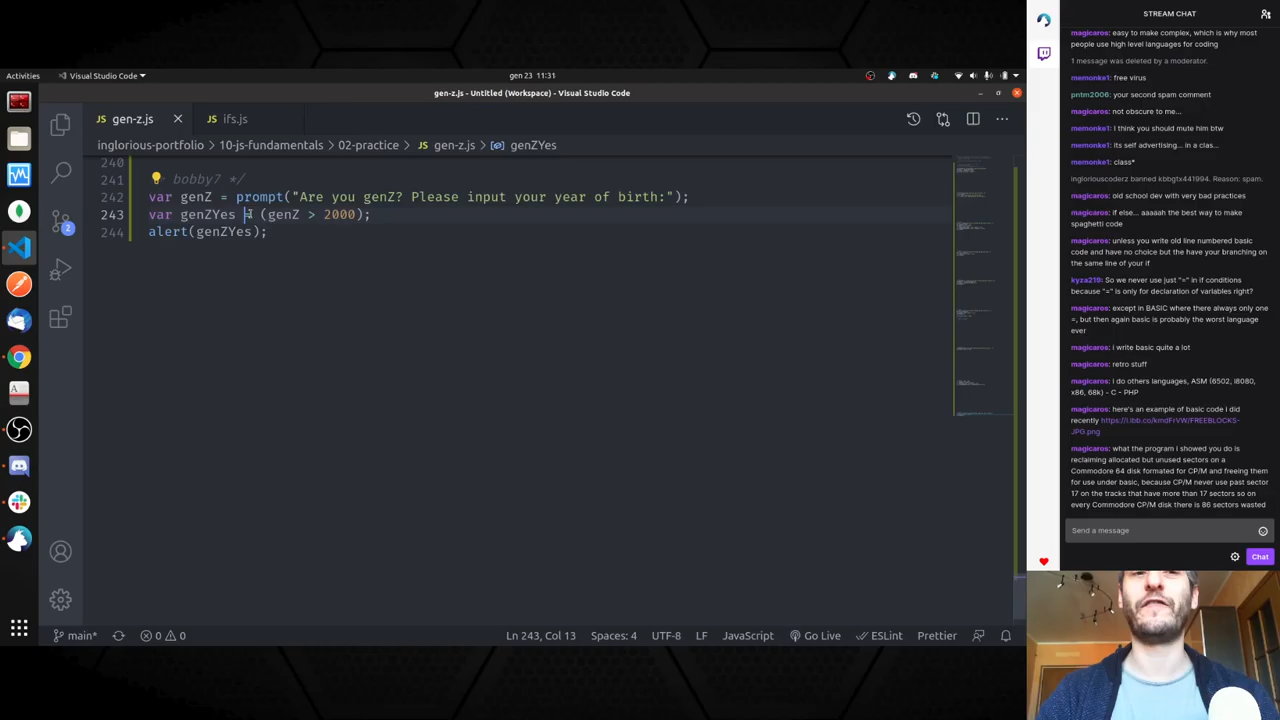 STREAM CHAT
magicaros: easy to make complex, which is why most
people use high level languages for coding
1 message was deleted by a moderator.
memonke1: free virus
pntm2006: your second spam comment
magicaros: not obscure to me...
memonke1: I think you should mute him btw
memonke1: its self advertising... in a clas...
memonke1: class*
ingloriouscoderz banned kbbgtx441994. Reason: spam.
magicaros: old school dev with very bad practices
magicaros: if else... aaaaah the best way to make
spaghetti code
magicaros: unless you write old line numbered basic
code and have no choice but the have your branching on
the same line of your if
kyza219: So we never use just "=" in if conditions
because "=" is only for declaration of variables right?
magicaros: except in BASIC where there always only one
=, but then again basic is probably the worst language
ever
magicaros: i write basic quite a lot
magicaros: retro stuff
magicaros: i do others languages, ASM (6502, i8080,
x86, 68k) - C - PHP
magicaros: here's an example of basic code I did
recently https://i.ibb.co/kmdFrVW/FREEBLOCKS-
JPG.png
magicaros: what the program i showed you do is
reclaiming allocated but unused sectors on a
Commodore 64 disk formated for CP/M and freeing them
for use under basic, because CP/M never use past sector
17 on the tracks that have more than 17 sectors so on
every Commodore CP/M disk there is 86 sectors wasted
Send a message
Chat
Activities
Visual Studio Code
gen 23 11:31
gen-z.js - Untitled (Workspace) - Visual Studio Code
JS gen-z.js
JS ifs.js
inglorious-portfolio > 10-js-fundamentals > 02-practice > JS gen-z.js > genZYes
240
241 /* bobby7 */
242 var genZ = prompt("Are you genZ? Please input your year of birth:");
243 var genZYes = (genZ > 2000);
244 alert(genZYes);
2
main*
0 0
Ln 243, Col 13
Spaces: 4
UTF-8
LF
JavaScript
Go Live
ESLint
Prettier